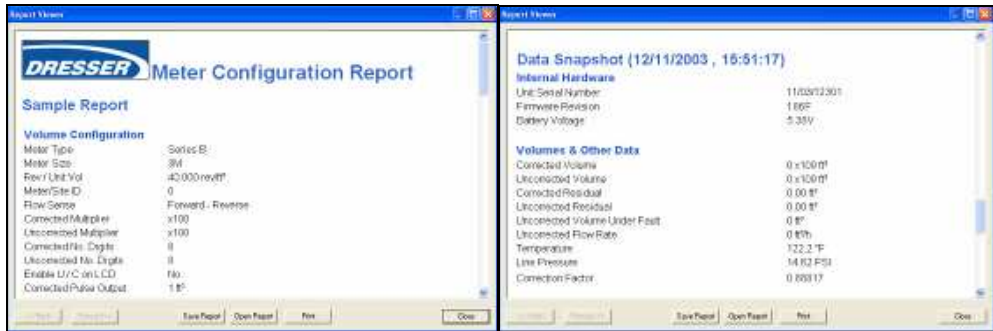 Report Viewer
DRESSER Meter Configuration Report
Sample Report
Volume Configuration
Meter Type Series B
Meter Size 3M
Rev / Unit Vol 40.000 rev/ft³
Meter/Site ID 0
Flow Sense Forward - Reverse
Corrected Multiplier x100
Uncorrected Multiplier x100
Corrected No. Digits 8
Uncorrected No. Digits 8
Enable U / C on LCD No
Corrected Pulse Output 1 ft³
Save Report Open Report Print Close
Report Viewer
Data Snapshot (12/11/2003 , 15:51:17)
Internal Hardware
Unit Serial Number
Firmware Revision
Battery Voltage
Volumes & Other Data
Corrected Volume 0 x100 ft³
Uncorrected Volume 0 x100 ft³
Corrected Residual 0.00 ft³
Uncorrected Residual 0.00 ft³
Uncorrected Volume Under Fault 0 ft³
Uncorrected Flow Rate 0 ft³/h
Temperature 122.2 °F
Line Pressure 14.62 PSI
Correction Factor 0.88817
Save Report Open Report Print Close